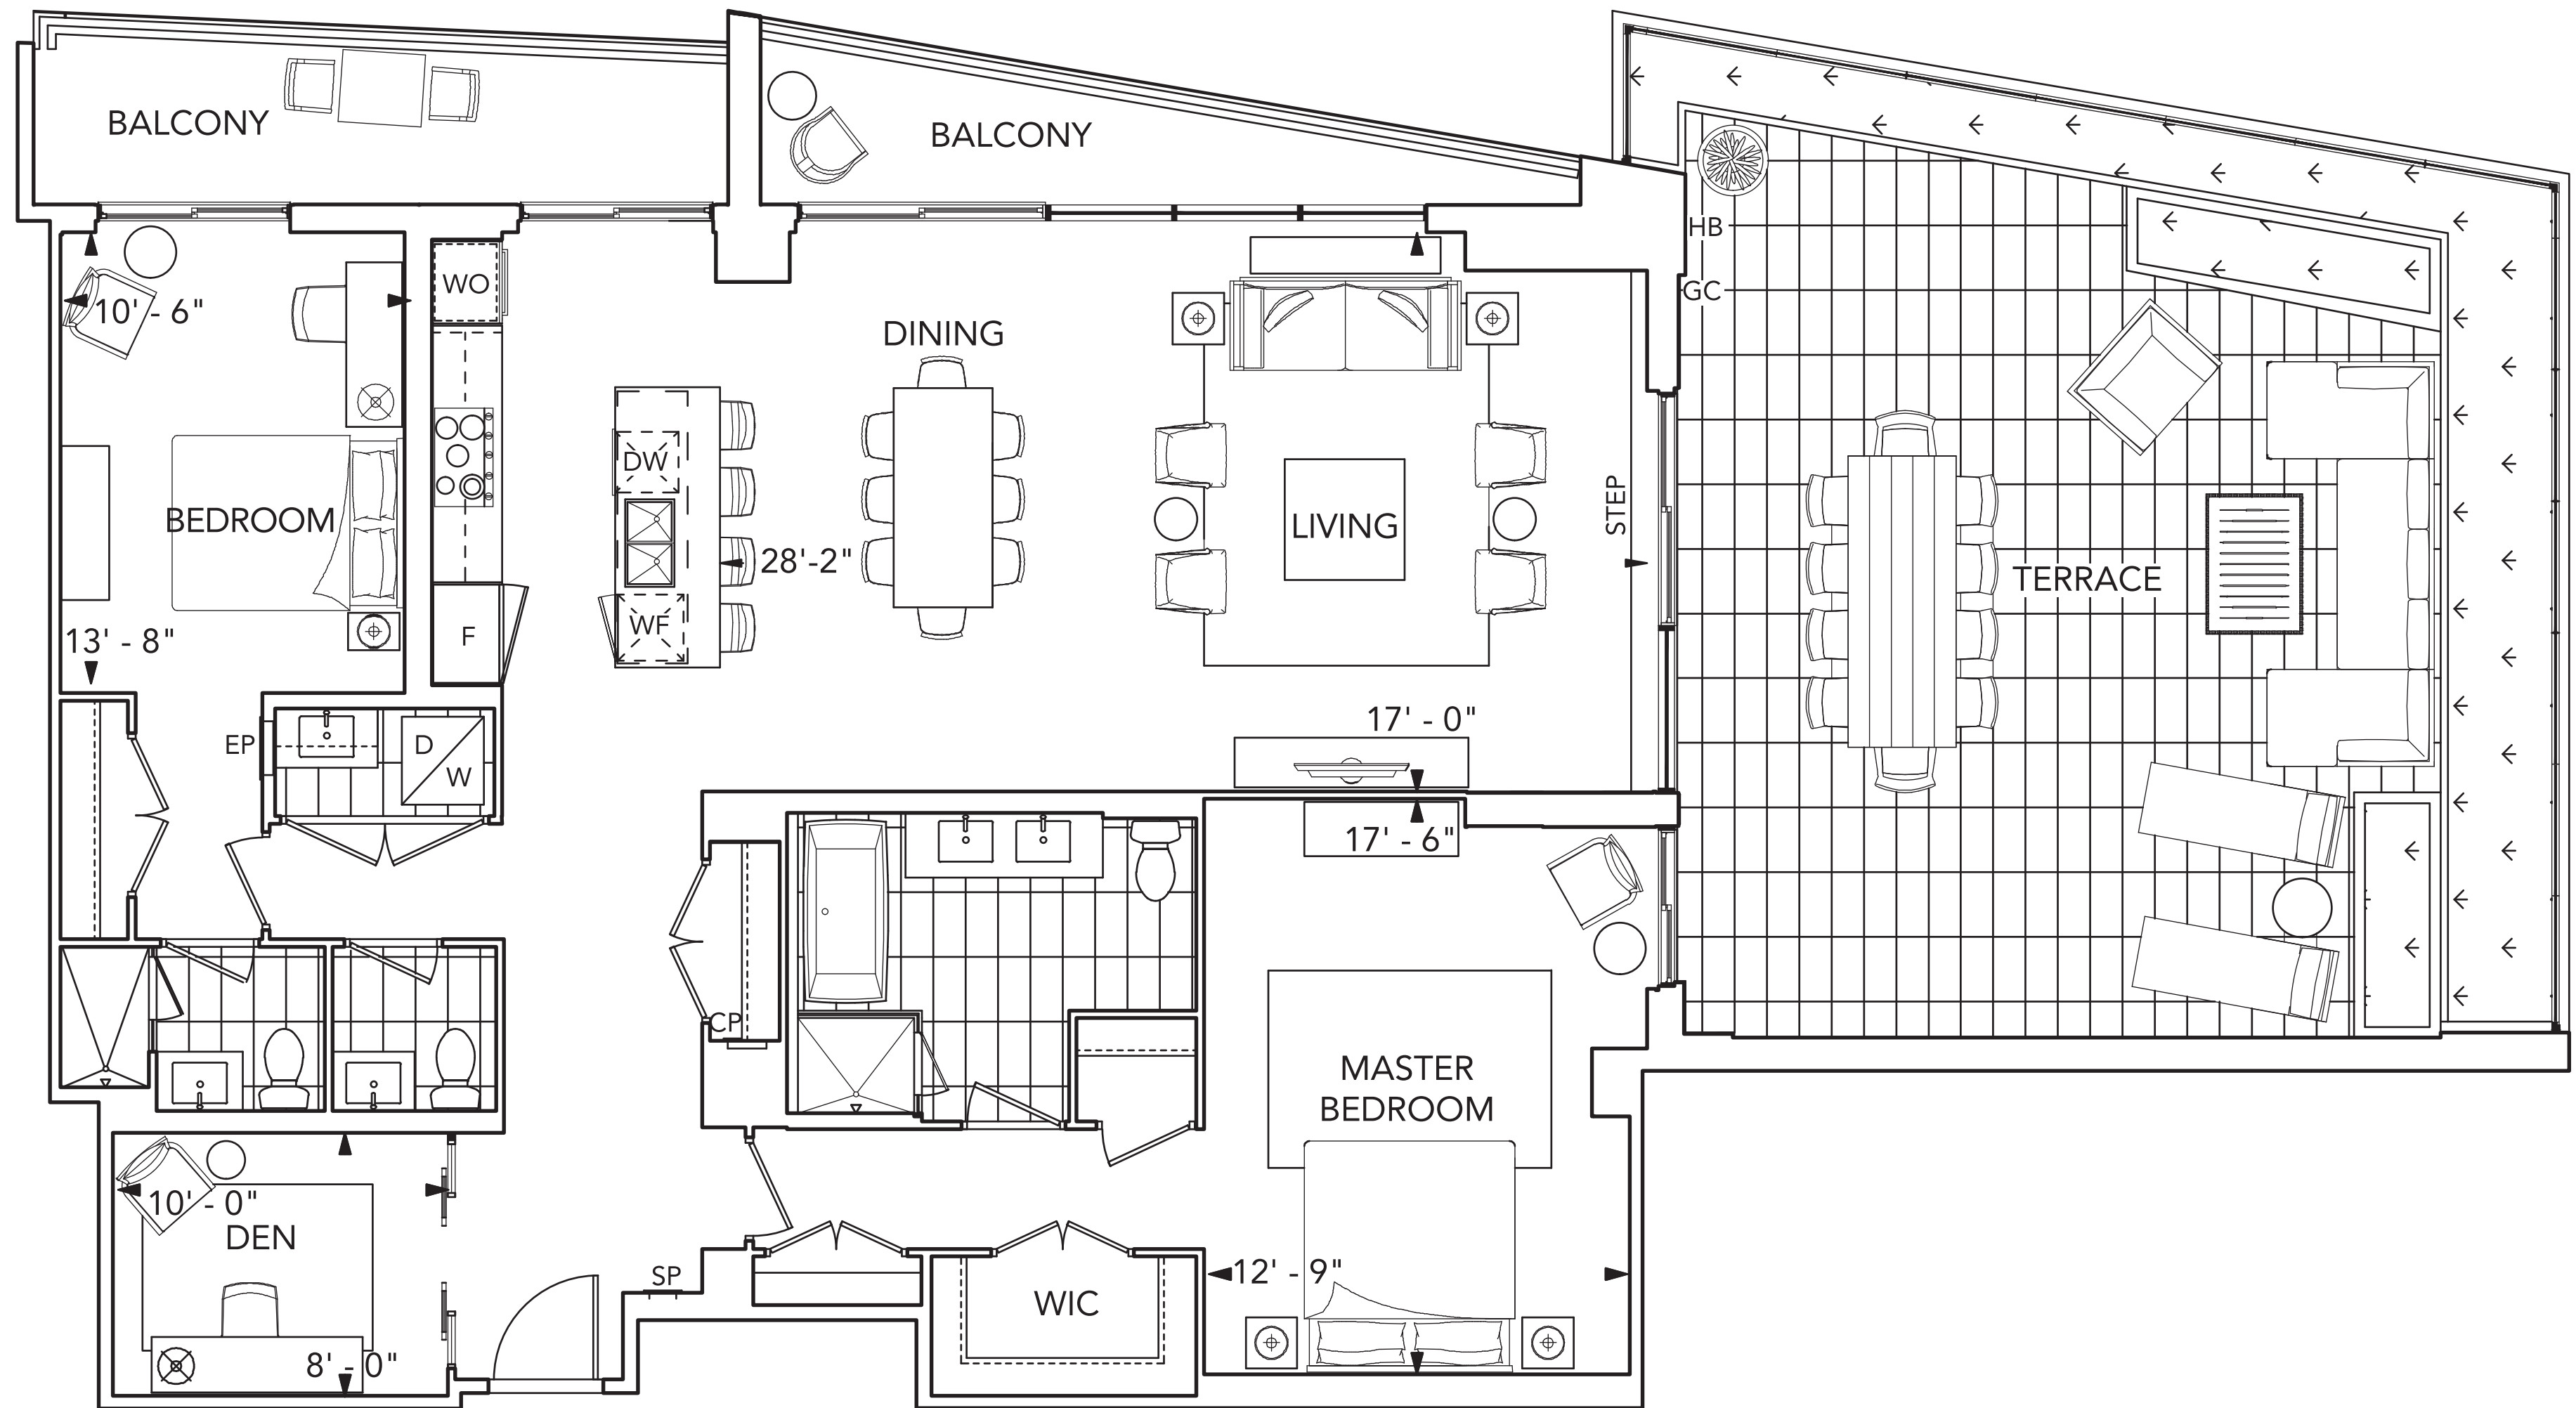 BALCONY
BALCONY
HB
WO
GC
10' - 6"
DINING
DW
BEDROOM
LIVING
STEP
28'-2"
TERRACE
WF
F
13' - 8"
17' - 0"
EP
D
W
17' - 6"
CP
MASTER
BEDROOM
10' - 0"
DEN
SP
12' - 9"
WIC
8' - 0"